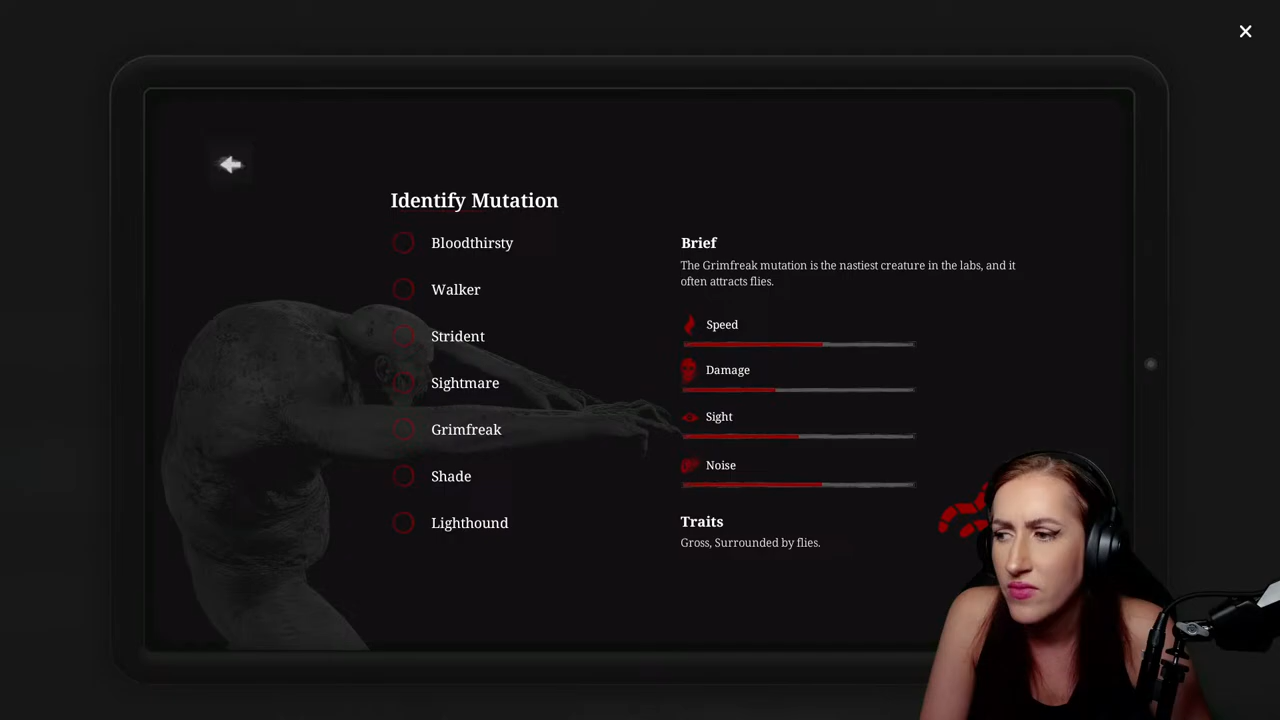 Identify Mutation
Bloodthirsty
Walker
Strident
Sightmare
Grimfreak
Shade
Lighthound
Brief
The Grimfreak mutation is the nastiest creature in the labs, and it
often attracts flies.
Speed
Damage
Sight
Noise
Traits
Gross, Surrounded by flies.